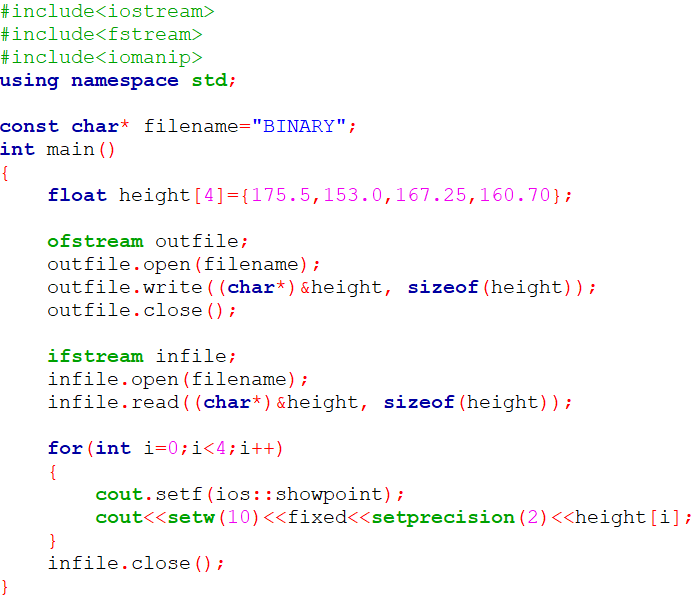 #include<iostream>
#include<fstream>
#include<iomanip>
using namespace std;

const char* filename="BINARY";
int main()
{
    float height[4]={175.5,153.0,167.25,160.70};

    ofstream outfile;
    outfile.open(filename);
    outfile.write((char*)&height, sizeof(height));
    outfile.close();

    ifstream infile;
    infile.open(filename);
    infile.read((char*)&height, sizeof(height));

    for(int i=0;i<4;i++)
    {
        cout.setf(ios::showpoint);
        cout<<setw(10)<<fixed<<setprecision(2)<<height[i];
    }
    infile.close();
}